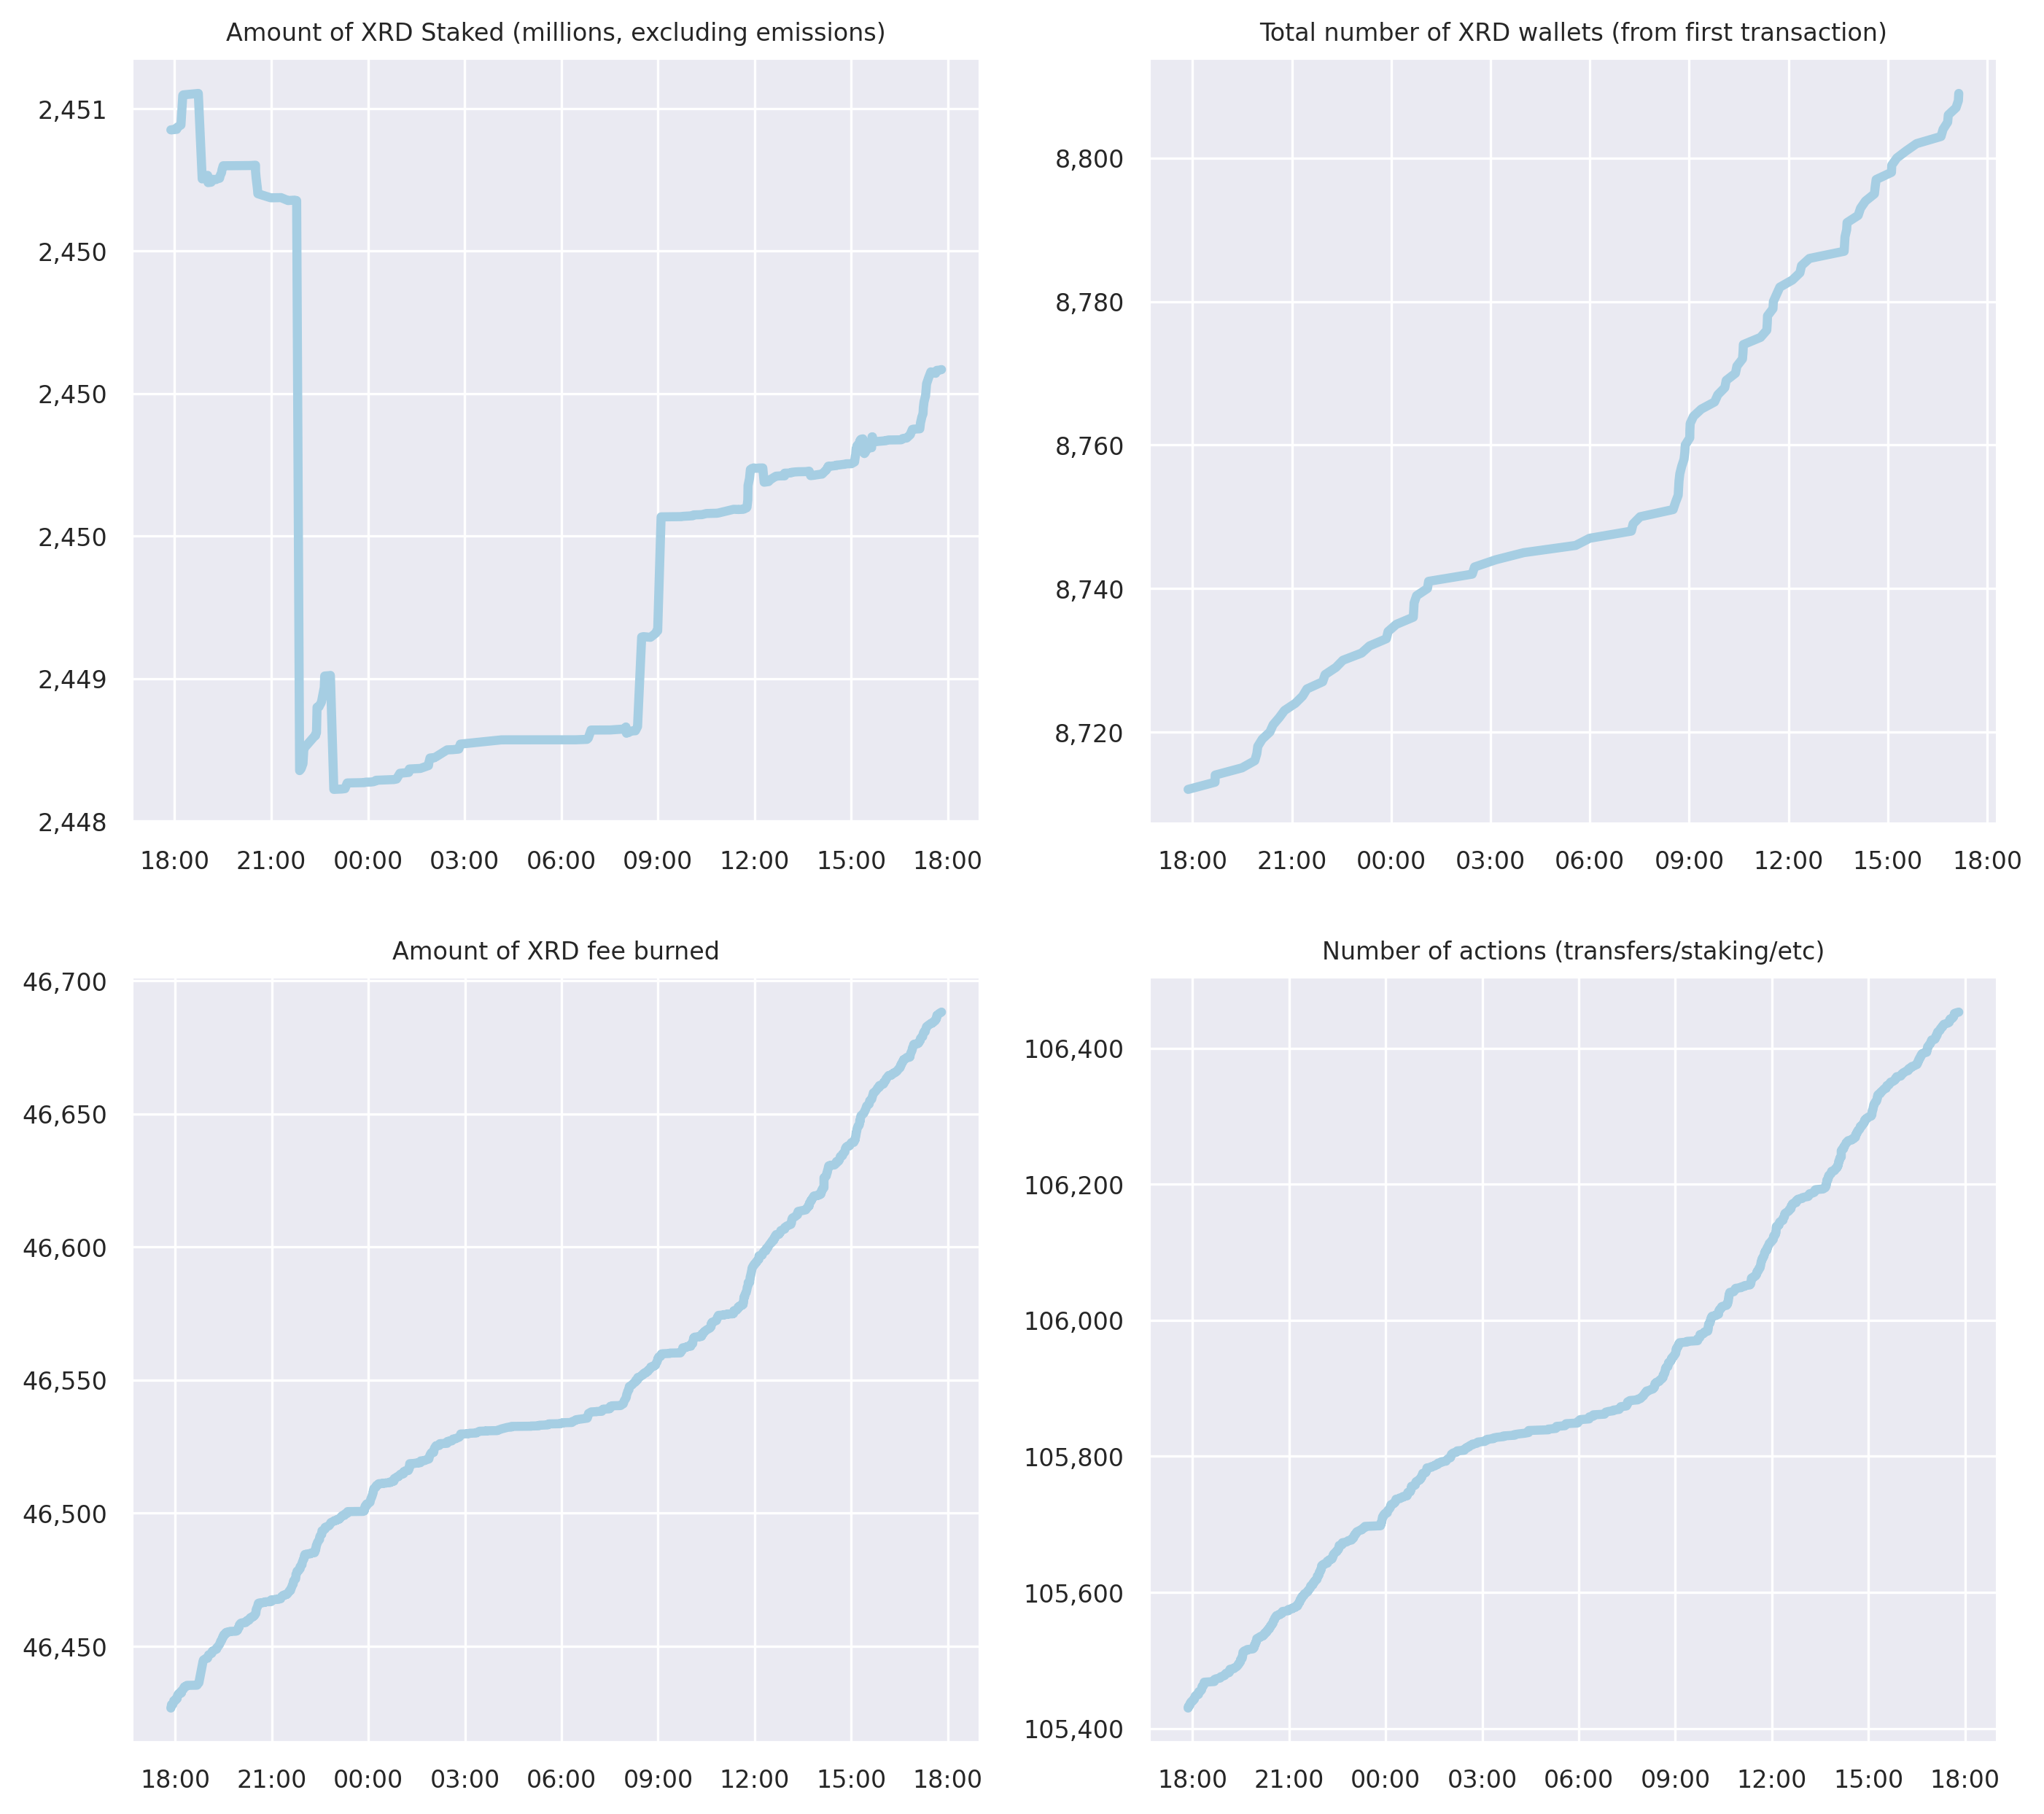 Amount of XRD Staked (millions, excluding emissions)
2,451
2,450
2,450
2,450
2,449
2,448
18:00 21:00 00:00 03:00 06:00 09:00 12:00 15:00 18:00
Total number of XRD wallets (from first transaction)
8,800
8,780
8,760
8,740
8,720
18:00 21:00 00:00 03:00 06:00 09:00 12:00 15:00 18:00
Amount of XRD fee burned
46,700
46,650
46,600
46,550
46,500
46,450
18:00 21:00 00:00 03:00 06:00 09:00 12:00 15:00 18:00
Number of actions (transfers/staking/etc)
106,400
106,200
106,000
105,800
105,600
105,400
18:00 21:00 00:00 03:00 06:00 09:00 12:00 15:00 18:00